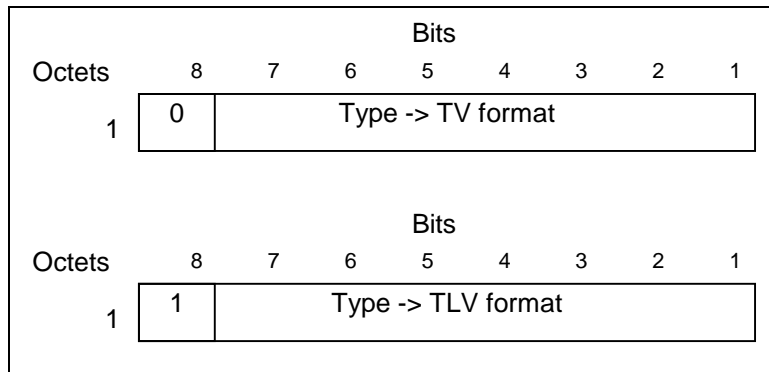 Bits
Octets 8 7 6 5 4 3 2 1
1 0 Type -> TV format
Bits
Octets 8 7 6 5 4 3 2 1
1 1 Type -> TLV format